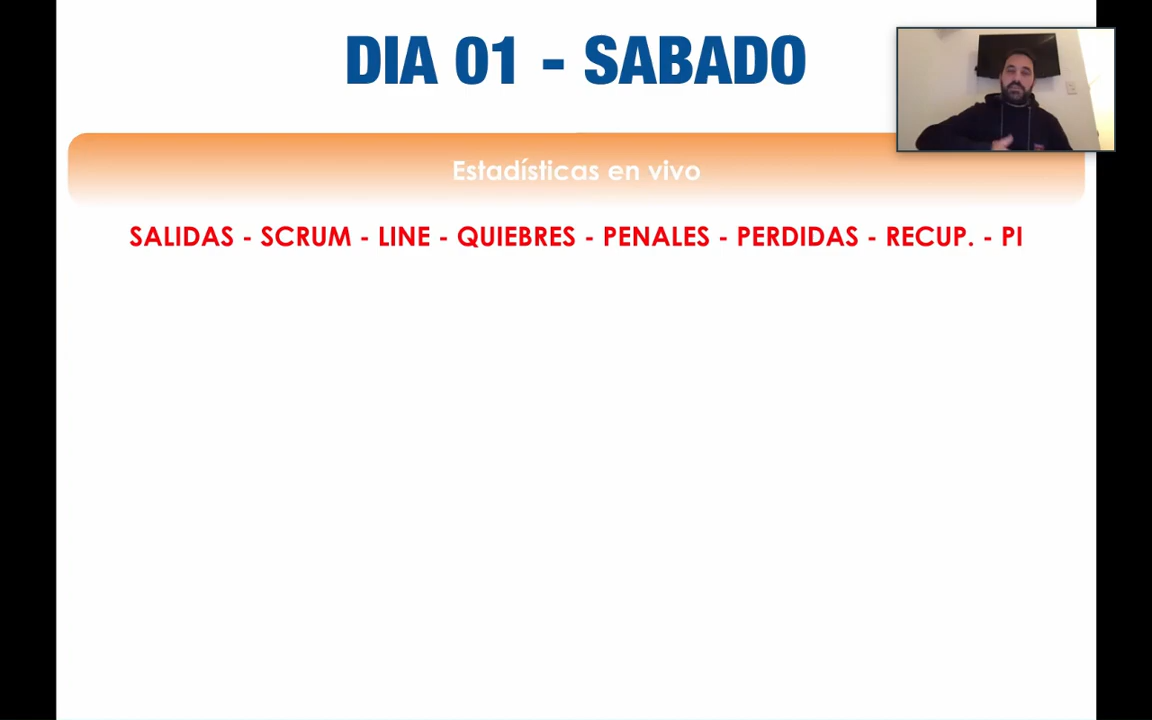 DIA 01 - SABADO
Estadísticas en vivo
SALIDAS - SCRUM - LINE - QUIEBRES - PENALES - PERDIDAS - RECUP. - PI